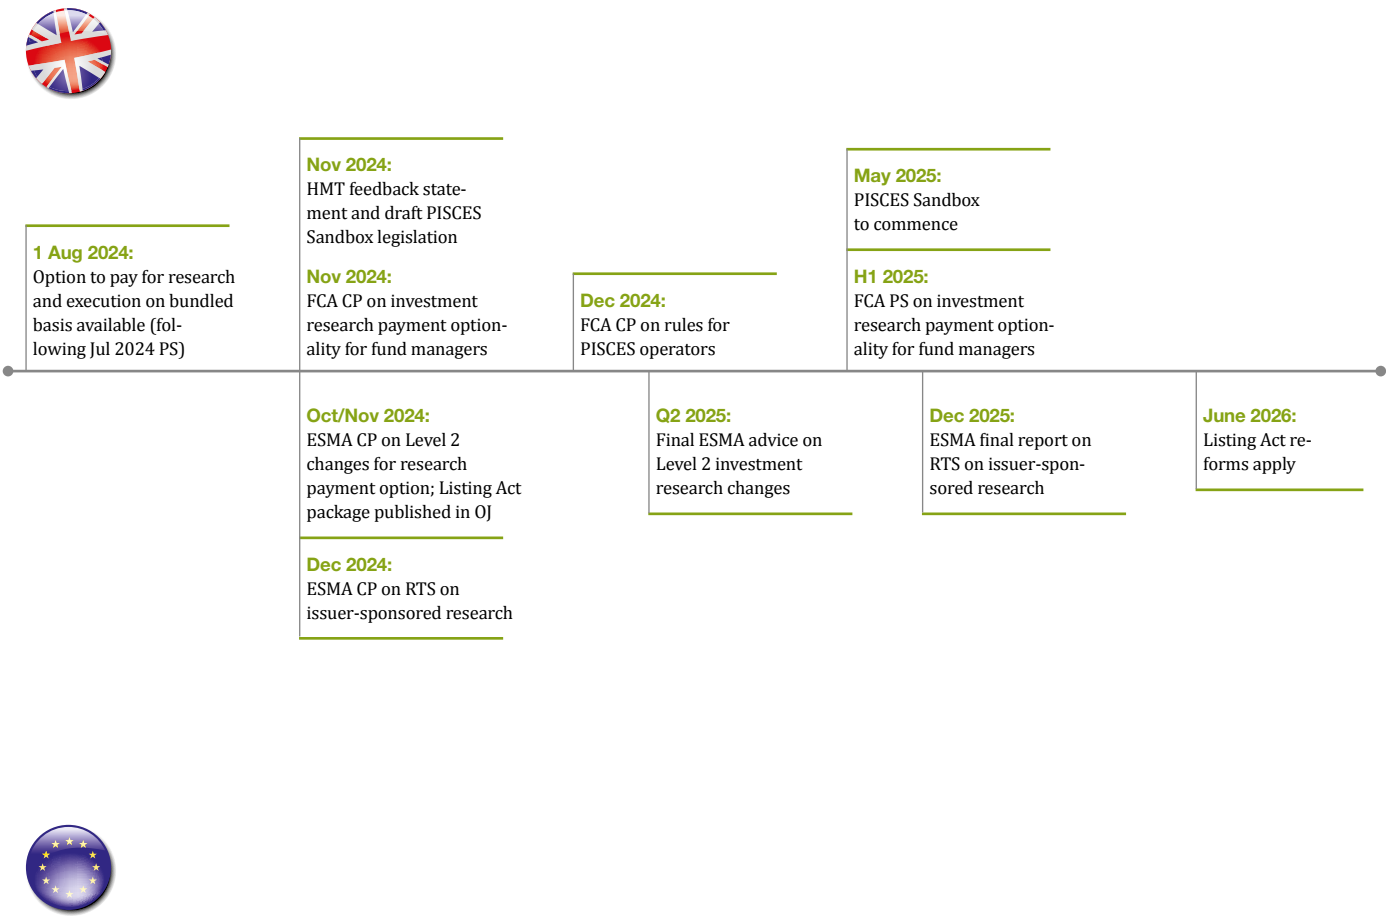 1 Aug 2024:
Option to pay for research
and execution on bundled
basis available (fol-
lowing Jul 2024 PS)
Nov 2024:
HMT feedback state-
ment and draft PISCES
Sandbox legislation
Nov 2024:
FCA CP on investment
research payment option-
ality for fund managers
Dec 2024:
FCA CP on rules for
PISCES operators
May 2025:
PISCES Sandbox
to commence
H1 2025:
FCA PS on investment
research payment option-
ality for fund managers
Oct/Nov 2024:
ESMA CP on Level 2
changes for research
payment option; Listing Act
package published in OJ
Dec 2024:
ESMA CP on RTS on
issuer-sponsored research
Q2 2025:
Final ESMA advice on
Level 2 investment
research changes
Dec 2025:
ESMA final report on
RTS on issuer-spon-
sored research
June 2026:
Listing Act re-
forms apply